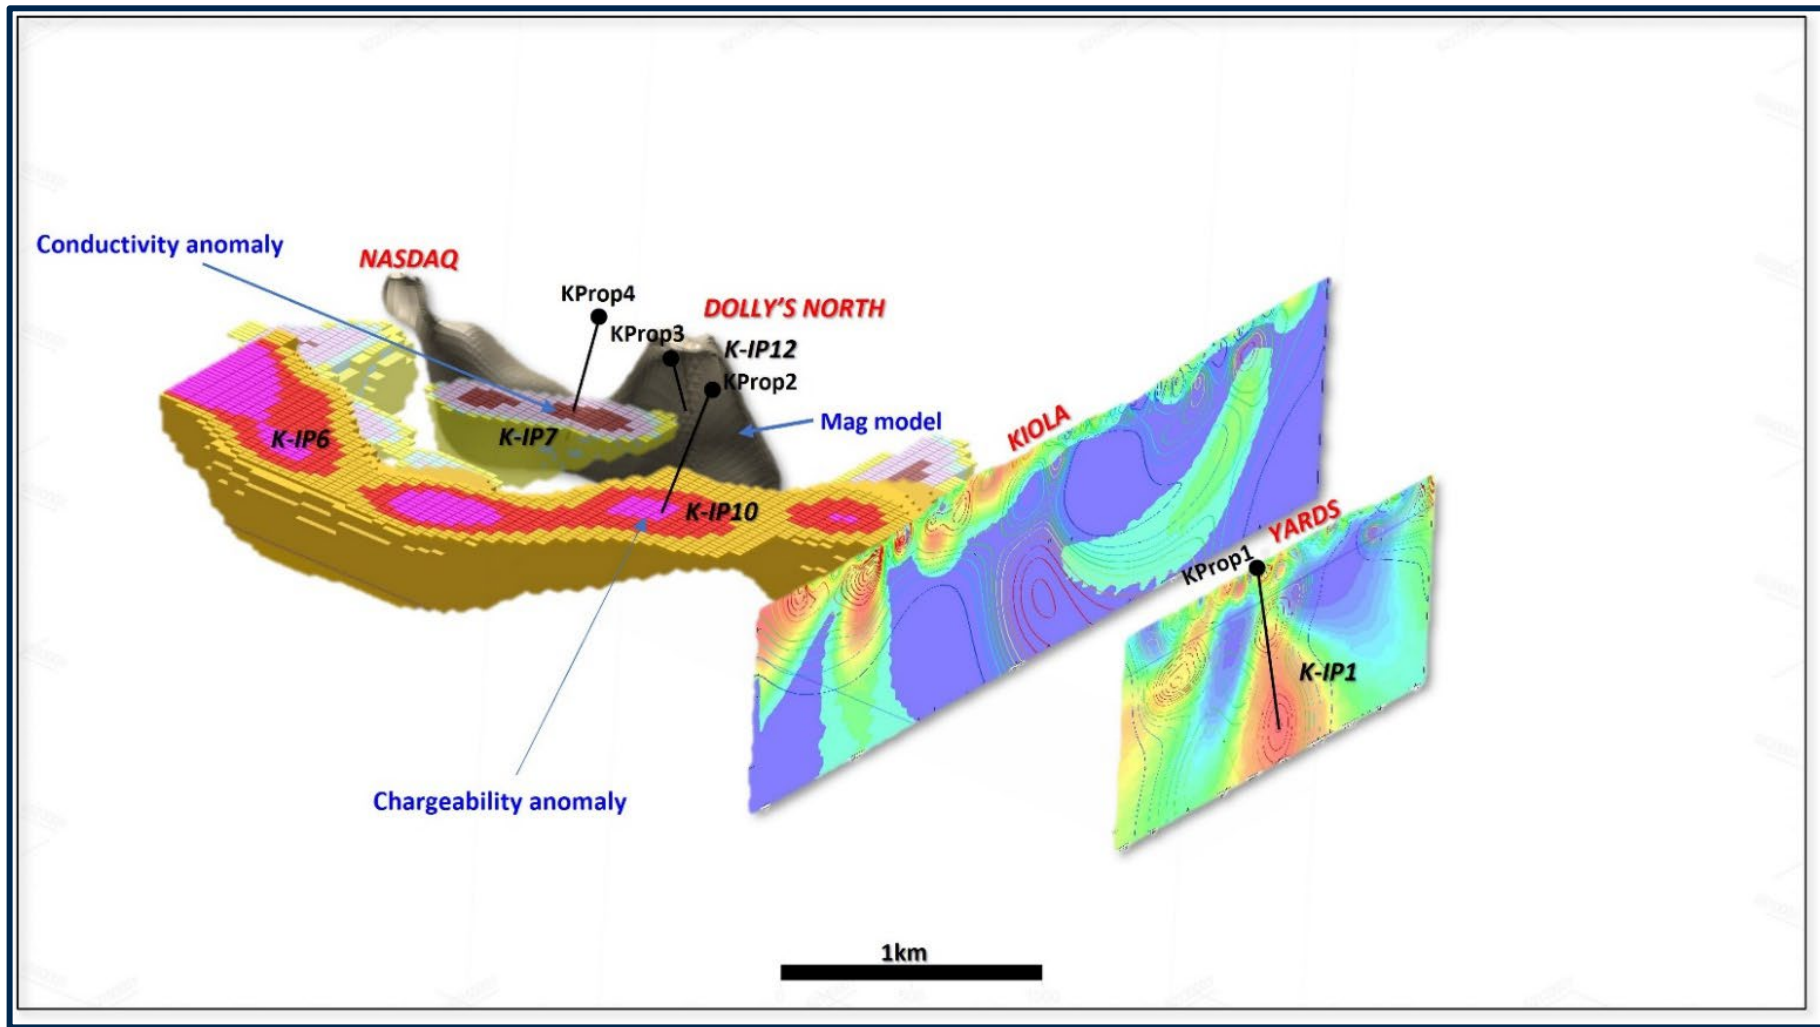 Conductivity anomaly
NASDAQ
KProp4
KProp3
DOLLY'S NORTH
K-IP12
KProp2
Mag model
K-IP6
K-IP7
K-IP10
KIOLA
YARDS
KProp1
K-IP1
Chargeability anomaly
1km